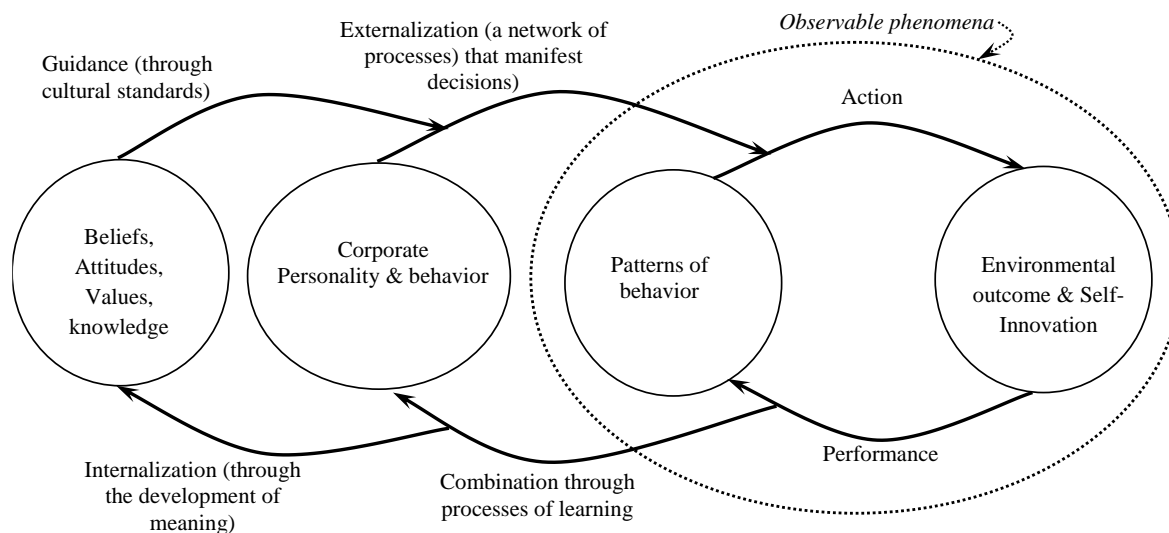 Observable phenomena
Externalization (a network of
processes) that manifest
decisions)
Guidance (through
cultural standards)
Action
Beliefs,
Attitudes,
Values,
knowledge
Corporate
Personality & behavior
Patterns of
behavior
Environmental
outcome & Self-
Innovation
Internalization (through
the development of
meaning)
Combination through
processes of learning
Performance